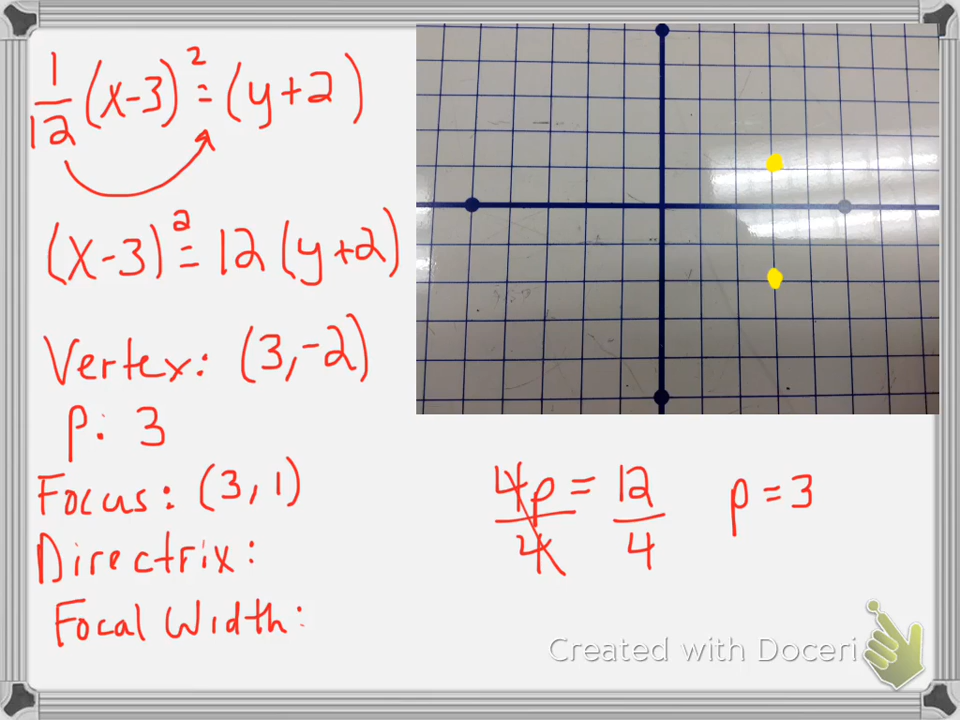 1/12 (x-3)² = (y+2)
(x-3)² = 12 (y+2)
Vertex: (3,-2)
p: 3
Focus: (3, 1)
Directrix:
Focal Width:
4p/4 = 12/4 p = 3
Created with Doceri